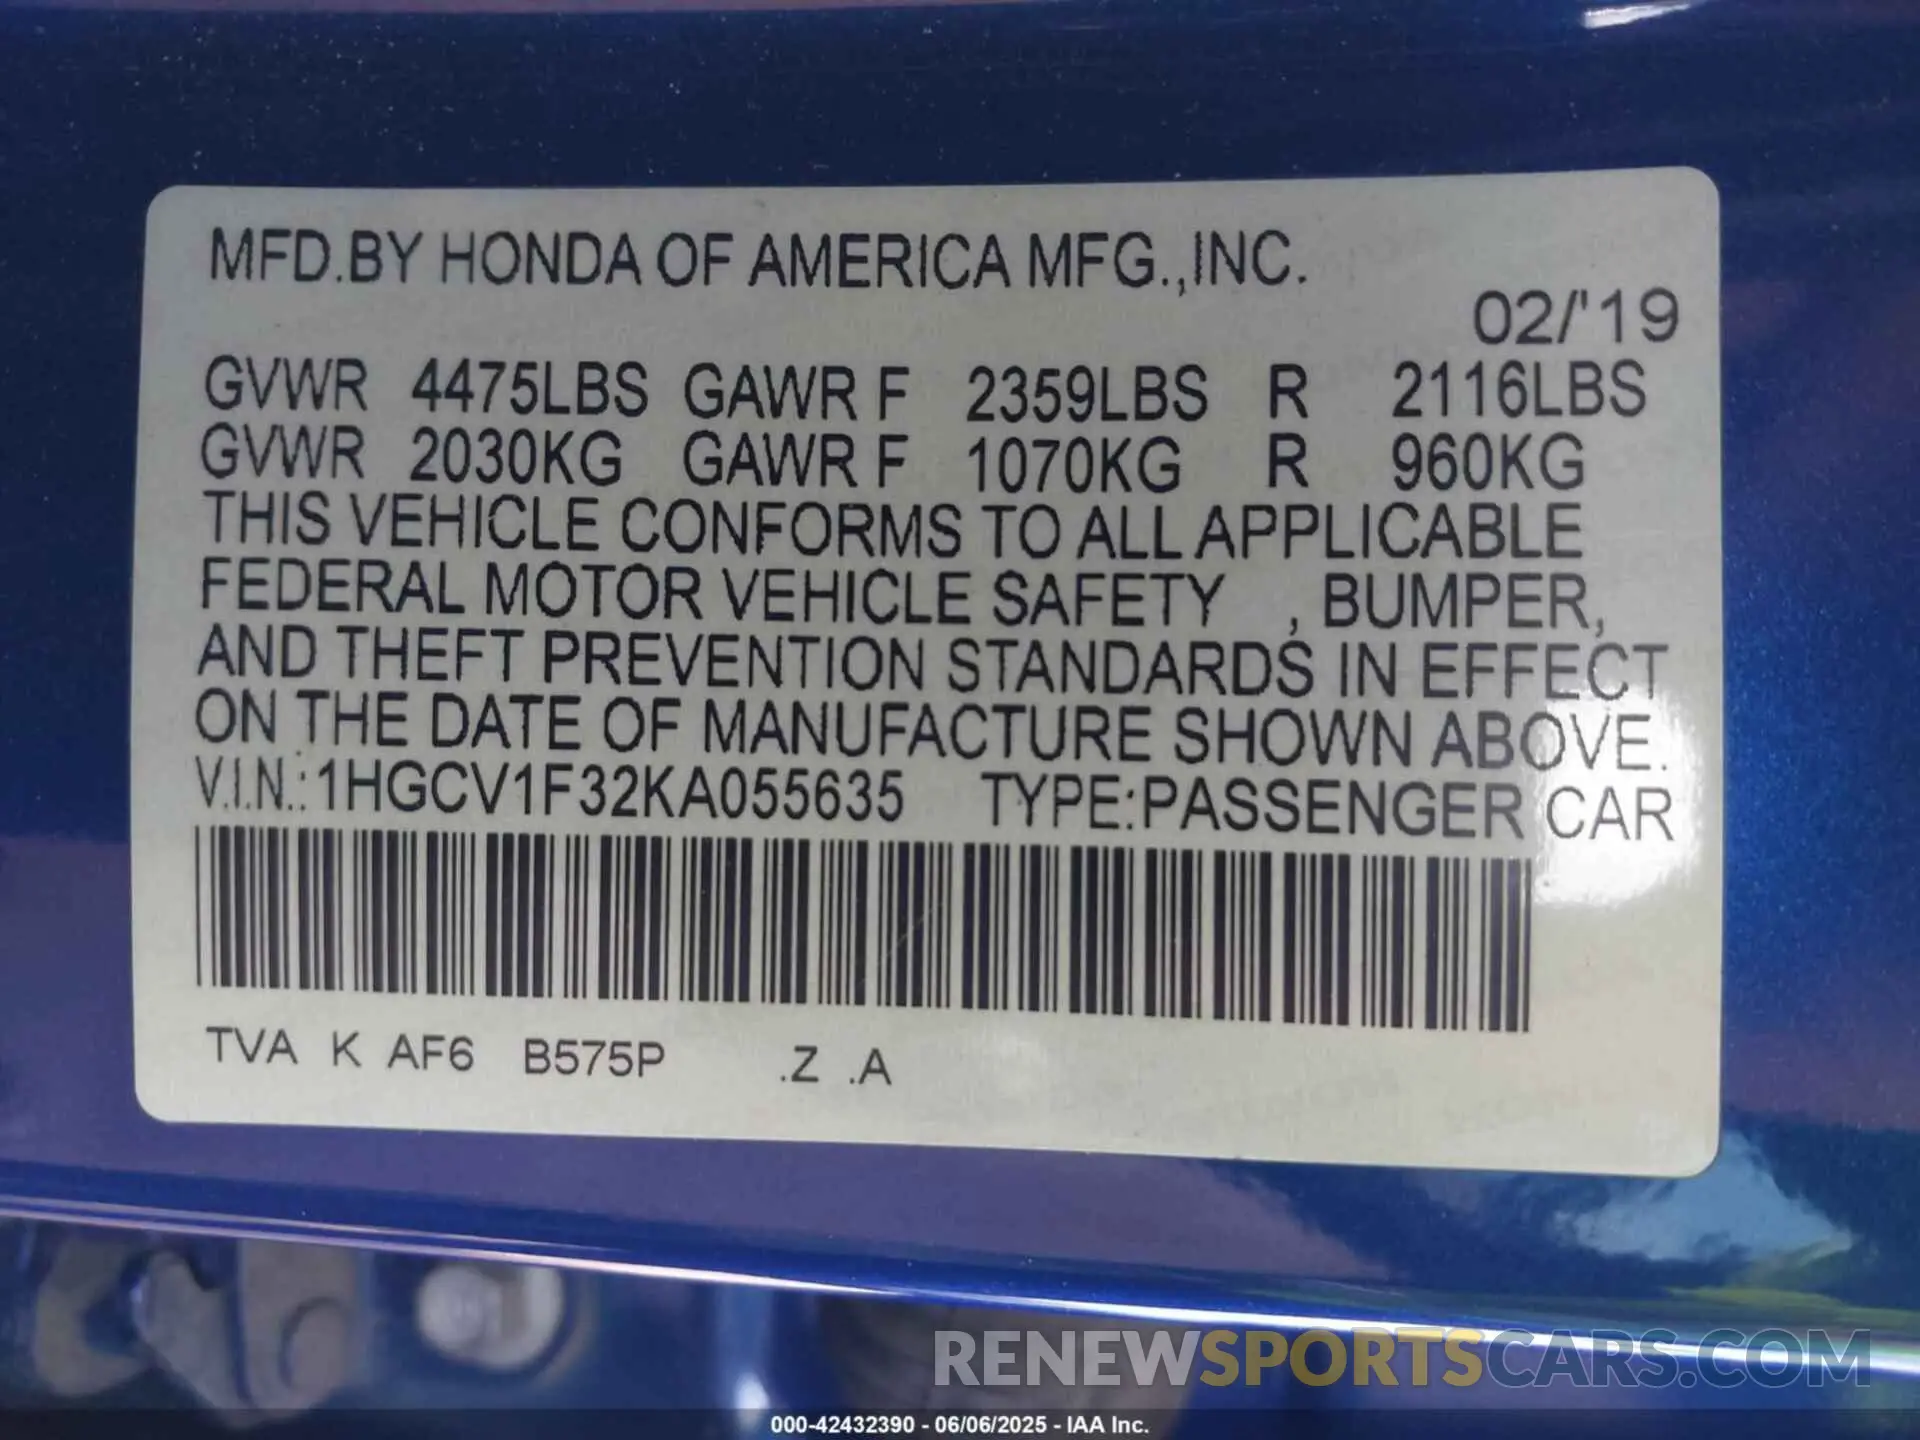 MFD.BY HONDA OF AMERICA MFG.,INC.
02/'19
GVWR 4475LBS GAWR F 2359LBS R 2116LBS
GVWR 2030KG GAWR F 1070KG R 960KG
THIS VEHICLE CONFORMS TO ALL APPLICABLE
FEDERAL MOTOR VEHICLE SAFETY , BUMPER,
AND THEFT PREVENTION STANDARDS IN EFFECT
ON THE DATE OF MANUFACTURE SHOWN ABOVE.
V.I.N.: 1HGCV1F32KA055635 TYPE:PASSENGER CAR
TVA K AF6 B575P .Z .A
RENEWSPORTSCARS.COM
000-42432390 - 06/06/2025 - IAA Inc.